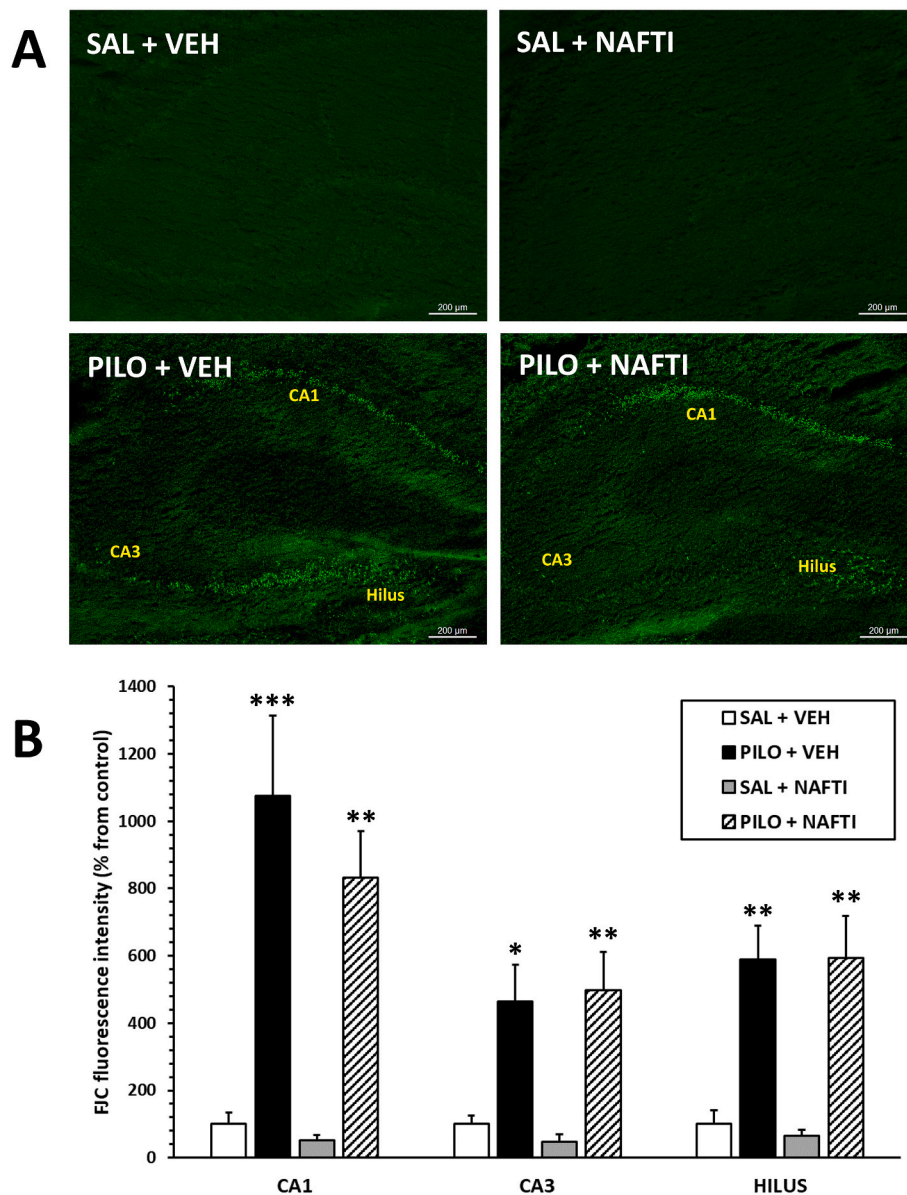 A
SAL + VEH
SAL + NAFTI
200 µm
200 µm
PILO + VEH
PILO + NAFTI
CA1
CA1
CA3
CA3
Hilus
Hilus
200 µm
200 µm
B
FJC fluorescence intensity (% from control)
1400
1200
1000
800
600
400
200
0
***
**
*
**
**
**
SAL + VEH
PILO + VEH
SAL + NAFTI
PILO + NAFTI
CA1
CA3
HILUS